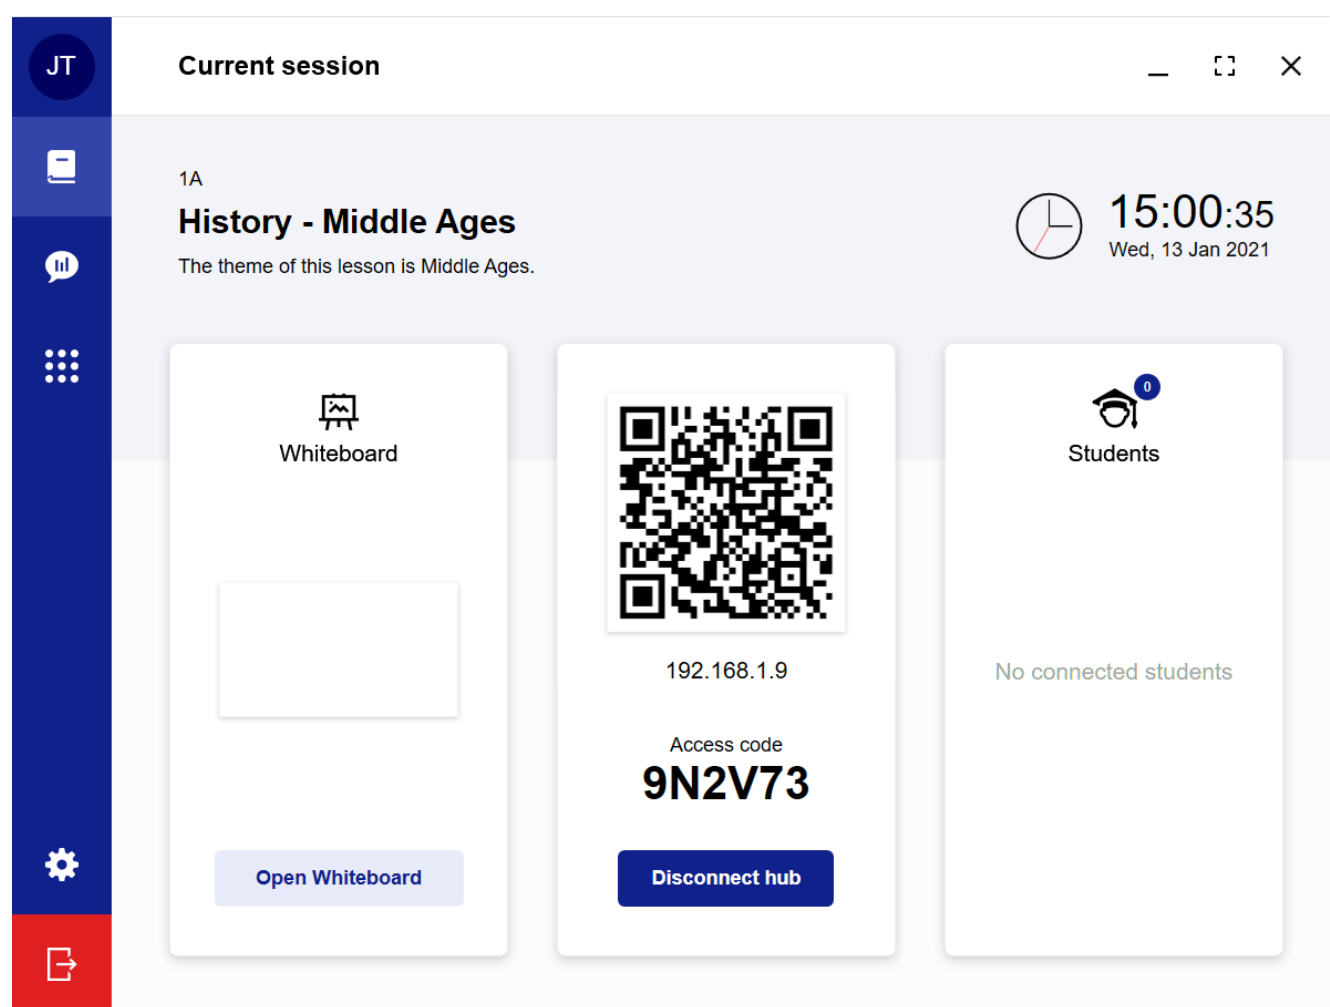 JT
Current session
1A
History - Middle Ages
The theme of this lesson is Middle Ages.
15:00:35
Wed, 13 Jan 2021
Whiteboard
Open Whiteboard
192.168.1.9
Access code
9N2V73
Disconnect hub
0
Students
No connected students